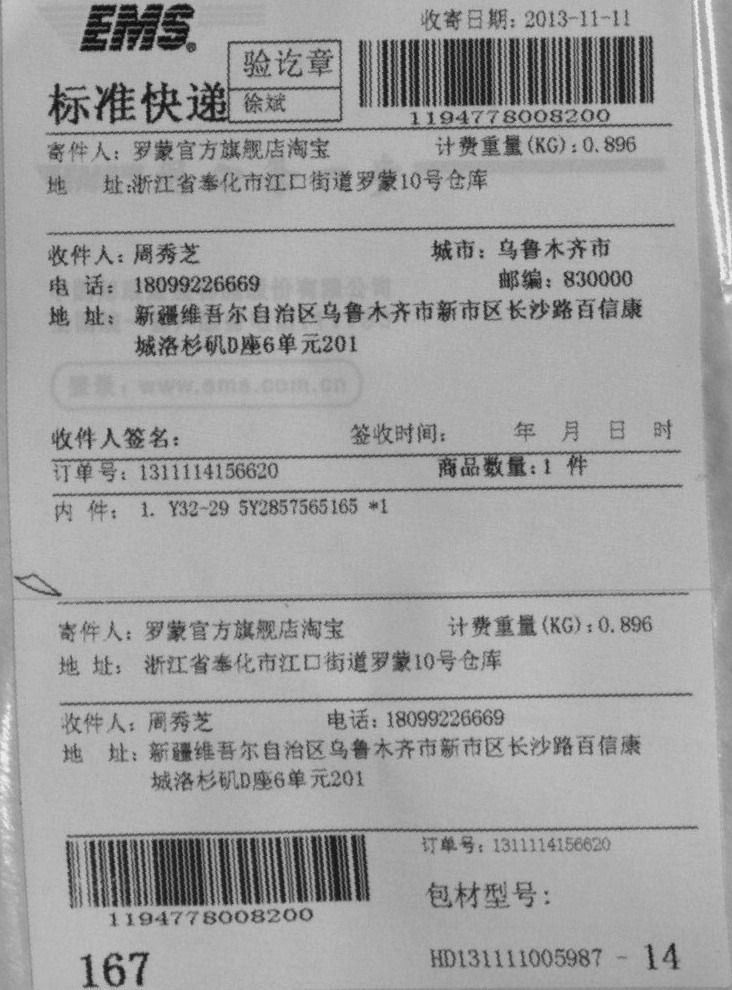 EMS
收寄日期: 2013-11-11
验讫章
标准快递
徐斌
1194778008200
寄件人: 罗蒙官方旗舰店淘宝 计费重量(KG): 0.896
地 址: 浙江省奉化市江口街道罗蒙10号仓库
收件人: 周秀芝 城市: 乌鲁木齐市
电 话: 18099226669 邮编: 830000
地 址: 新疆维吾尔自治区乌鲁木齐市新市区长沙路百信康
城洛杉矶D座6单元201
www.ems.com.cn
收件人签名: 签收时间: 年 月 日 时
订单号: 1311114156620 商品数量: 1 件
内 件: 1. Y32-29 5Y2857565165 *1
寄件人: 罗蒙官方旗舰店淘宝 计费重量(KG): 0.896
地 址: 浙江省奉化市江口街道罗蒙10号仓库
收件人: 周秀芝 电话: 18099226669
地 址: 新疆维吾尔自治区乌鲁木齐市新市区长沙路百信康
城洛杉矶D座6单元201
订单号: 1311114156620
1194778008200
包材型号:
167
HD131111005987 - 14